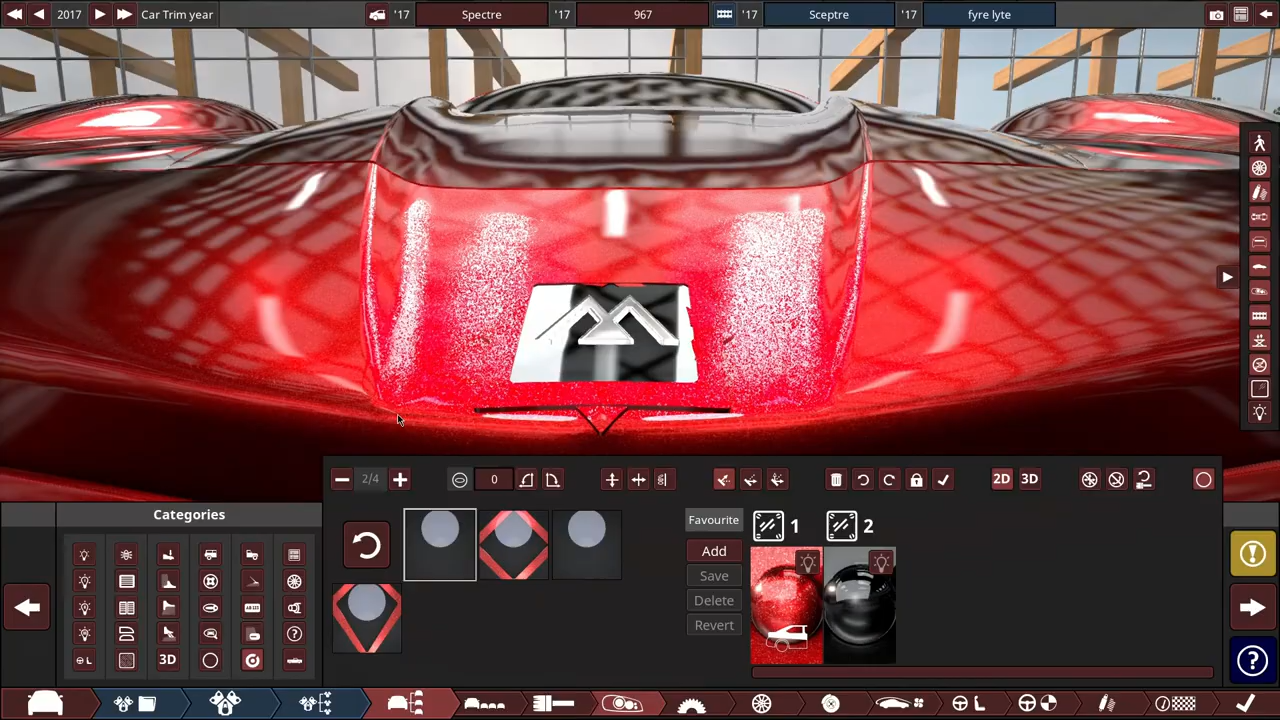 2017 Car Trim year '17 Spectre '17 967 '17 Sceptre '17 fyre lyte
2/4 0 2D 3D
Categories
Favourite 1 2
Add
Save
Delete
Revert
L 3D
?
?